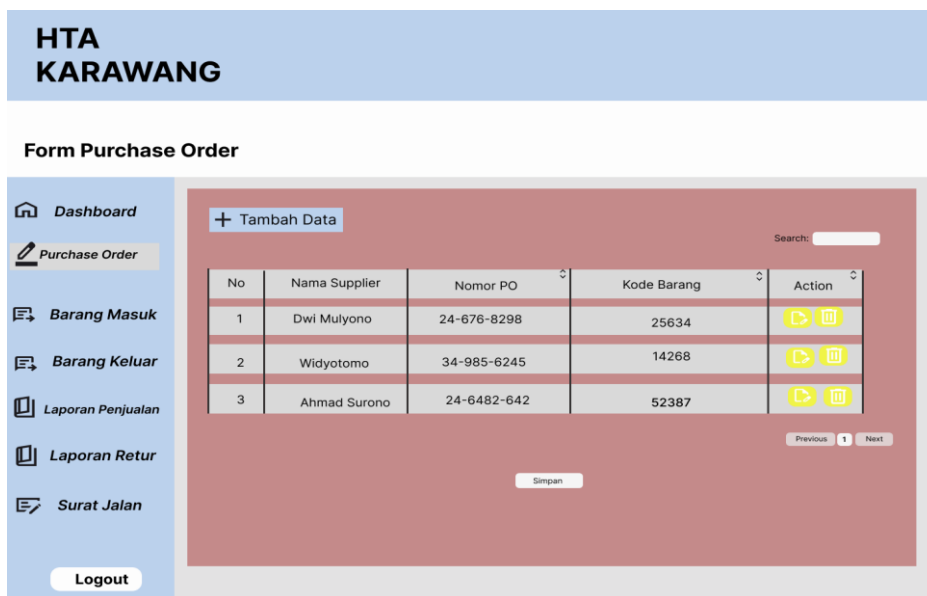 HTA
KARAWANG
Form Purchase Order
Dashboard
Purchase Order
Barang Masuk
Barang Keluar
Laporan Penjualan
Laporan Retur
Surat Jalan
Logout
+ Tambah Data
Search:
No Nama Supplier Nomor PO Kode Barang Action
1 Dwi Mulyono 24-676-8298 25634
2 Widyotomo 34-985-6245 14268
3 Ahmad Surono 24-6482-642 52387
Previous 1 Next
Simpan